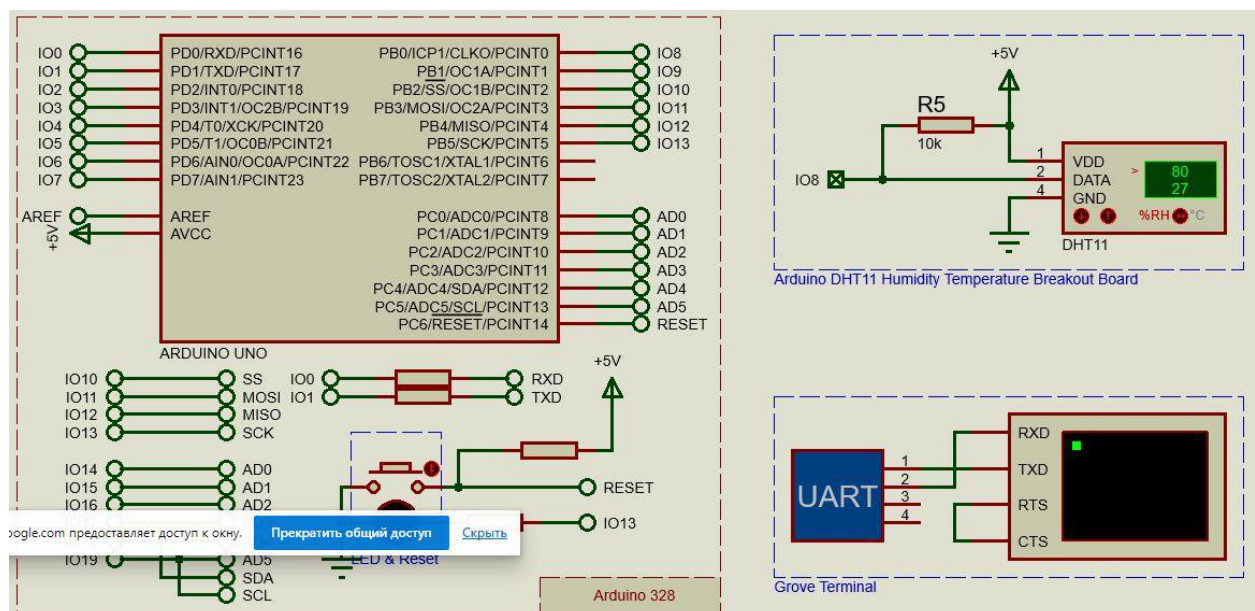 IO0 PD0/RXD/PCINT16 PB0/ICP1/CLKO/PCINT0 IO8
IO1 PD1/TXD/PCINT17 PB1/OC1A/PCINT1 IO9
IO2 PD2/INT0/PCINT18 PB2/SS/OC1B/PCINT2 IO10
IO3 PD3/INT1/OC2B/PCINT19 PB3/MOSI/OC2A/PCINT3 IO11
IO4 PD4/T0/XCK/PCINT20 PB4/MISO/PCINT4 IO12
IO5 PD5/T1/OC0B/PCINT21 PB5/SCK/PCINT5 IO13
IO6 PD6/AIN0/OC0A/PCINT22 PB6/TOSC1/XTAL1/PCINT6
IO7 PD7/AIN1/PCINT23 PB7/TOSC2/XTAL2/PCINT7
AREF AREF PC0/ADC0/PCINT8 AD0
+5V AVCC PC1/ADC1/PCINT9 AD1
PC2/ADC2/PCINT10 AD2
PC3/ADC3/PCINT11 AD3
PC4/ADC4/SDA/PCINT12 AD4
PC5/ADC5/SCL/PCINT13 AD5
PC6/RESET/PCINT14 RESET
ARDUINO UNO
IO10 SS IO0 RXD
IO11 MOSI IO1 TXD
IO12 MISO
IO13 SCK
+5V
IO14 AD0
IO15 AD1
IO16 AD2
RESET
IO13
oogle.com предоставляет доступ к окну. Прекратить общий доступ Скрыть
IO19 AD5 LED & Reset
SDA
SCL
Arduino 328
+5V
R5
10k
1 VDD
IO8 2 DATA > 80
27
4 GND
%RH °C
DHT11
Arduino DHT11 Humidity Temperature Breakout Board
UART
1
2
3
4
RXD
TXD
RTS
CTS
Grove Terminal